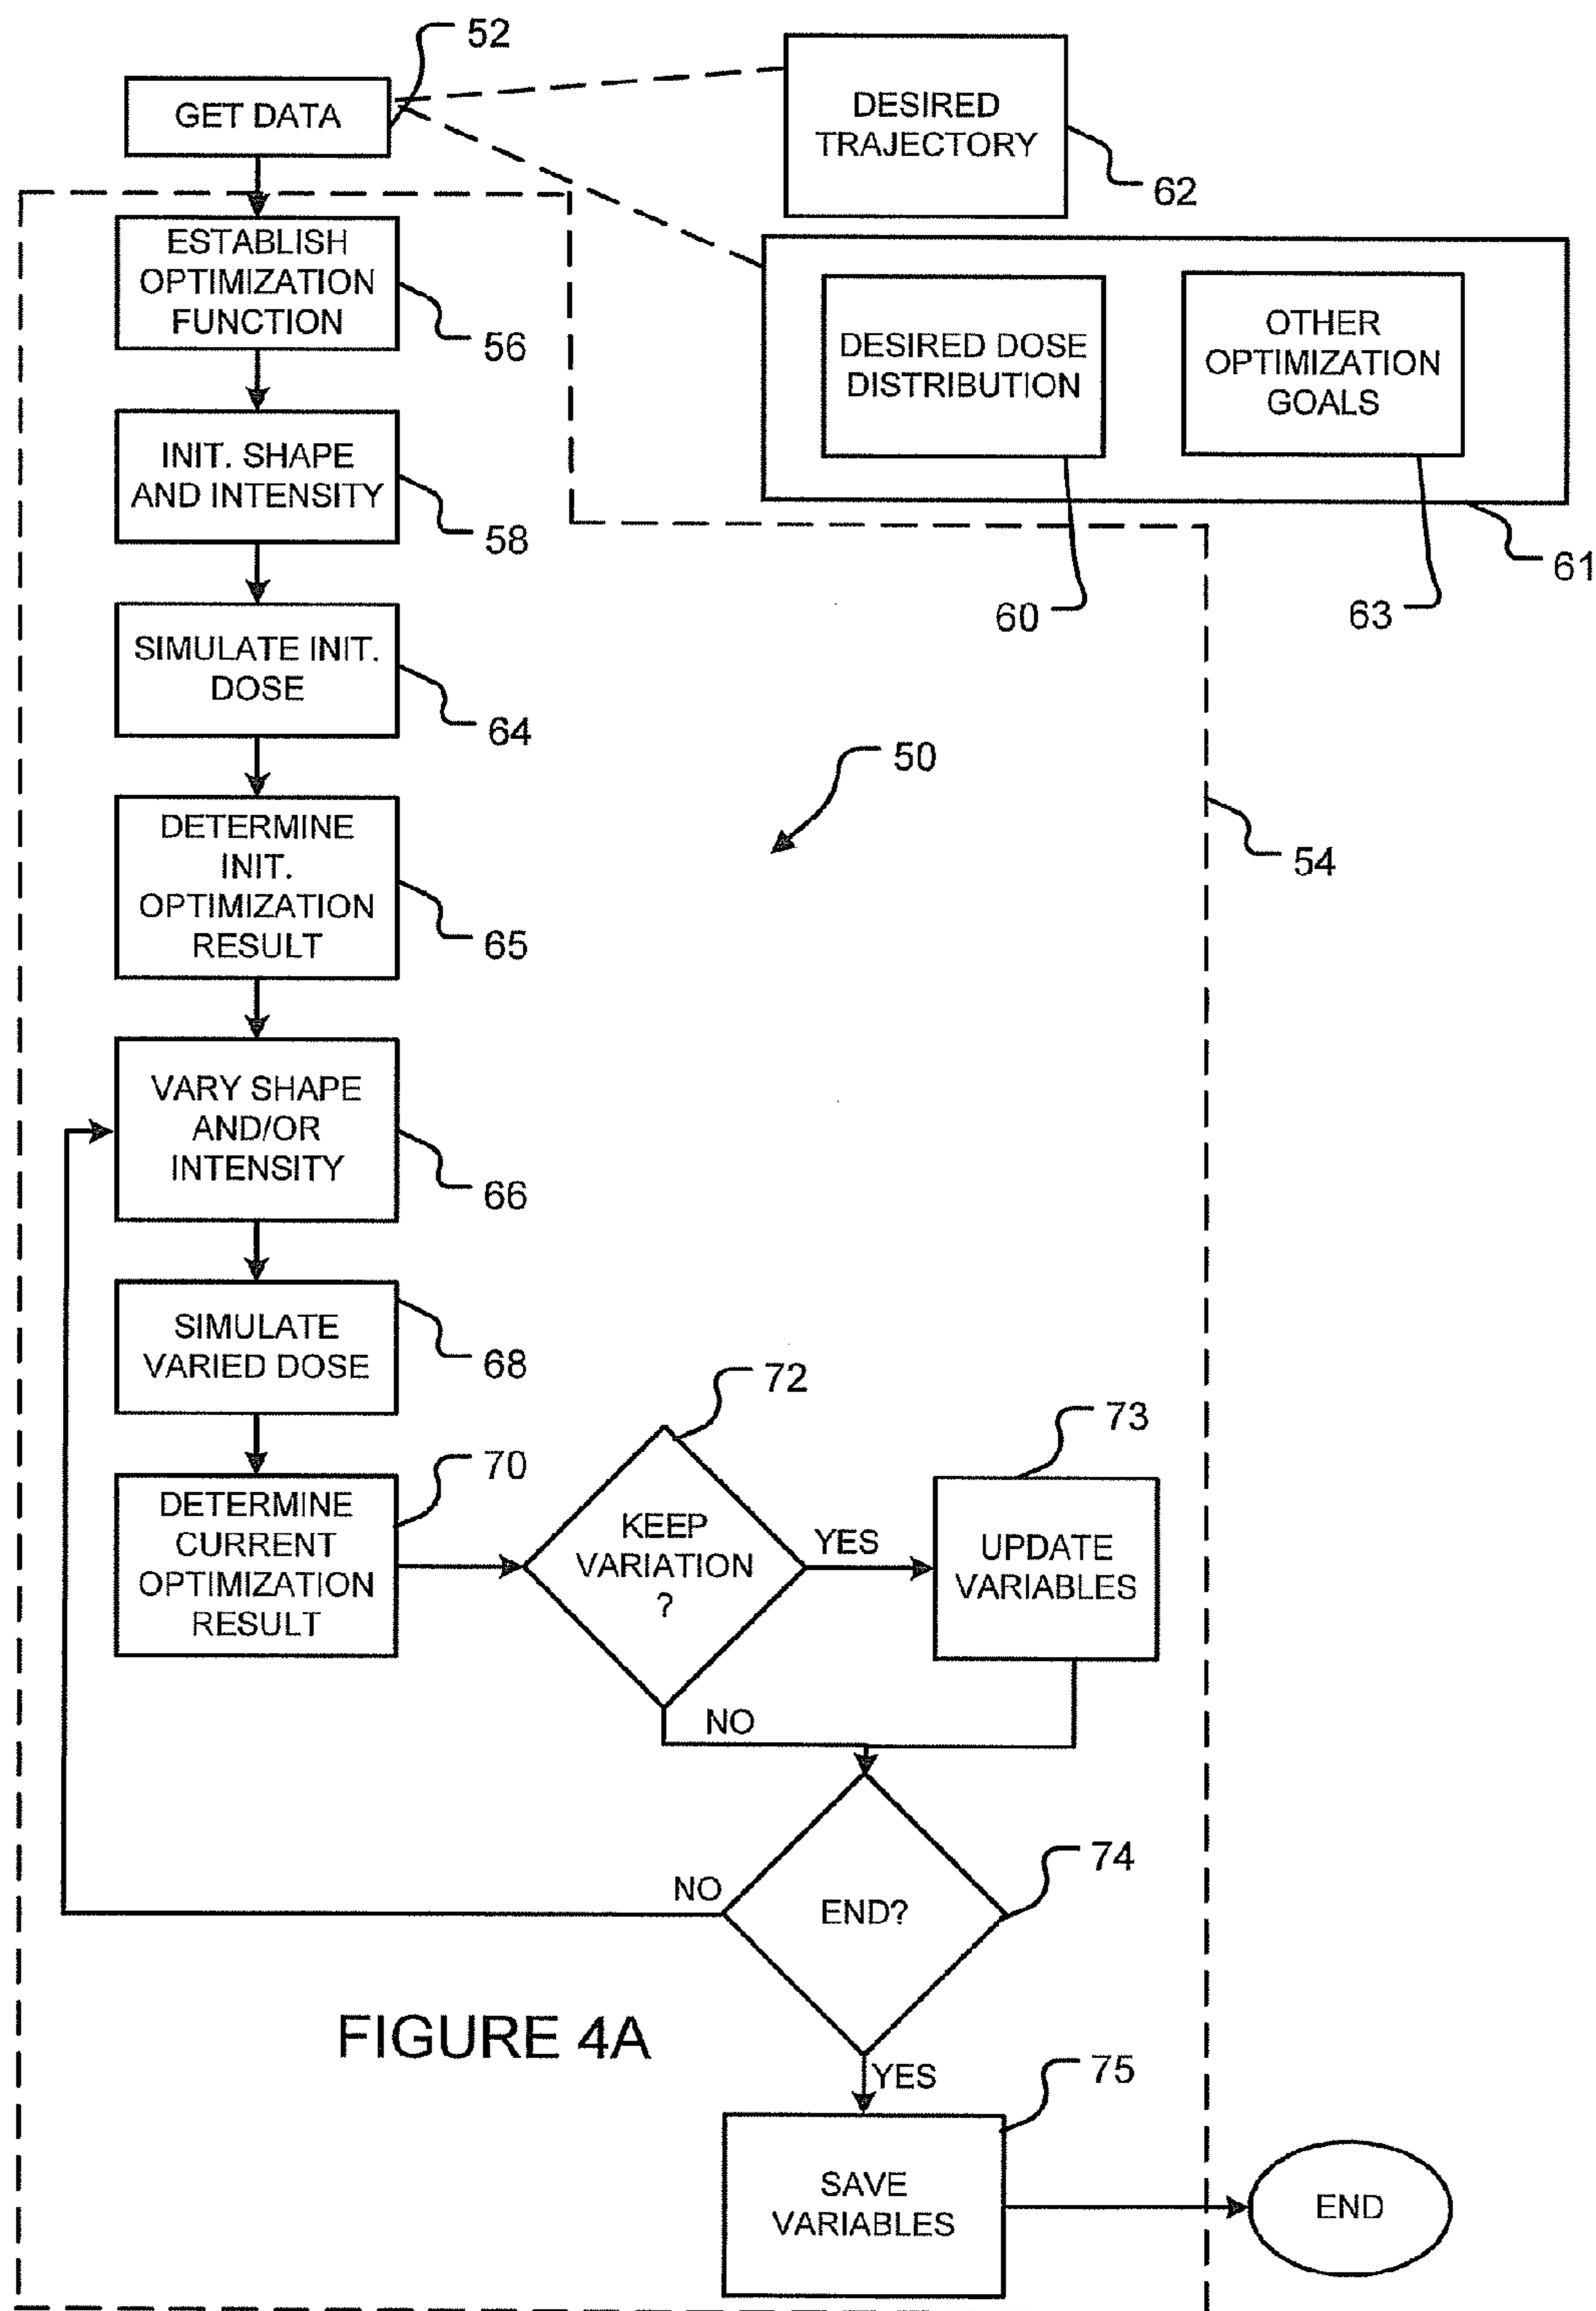 52
GET DATA
DESIRED
TRAJECTORY
62
ESTABLISH
OPTIMIZATION
FUNCTION
56
DESIRED DOSE
DISTRIBUTION
OTHER
OPTIMIZATION
GOALS
INIT. SHAPE
AND INTENSITY
58
61
60
63
SIMULATE INIT.
DOSE
64
50
DETERMINE
INIT.
OPTIMIZATION
RESULT
65
54
VARY SHAPE
AND/OR
INTENSITY
66
SIMULATE
VARIED DOSE
68
72
73
70
DETERMINE
CURRENT
OPTIMIZATION
RESULT
KEEP
VARIATION
?
YES
UPDATE
VARIABLES
NO
74
NO
END?
FIGURE 4A
YES
75
SAVE
VARIABLES
END